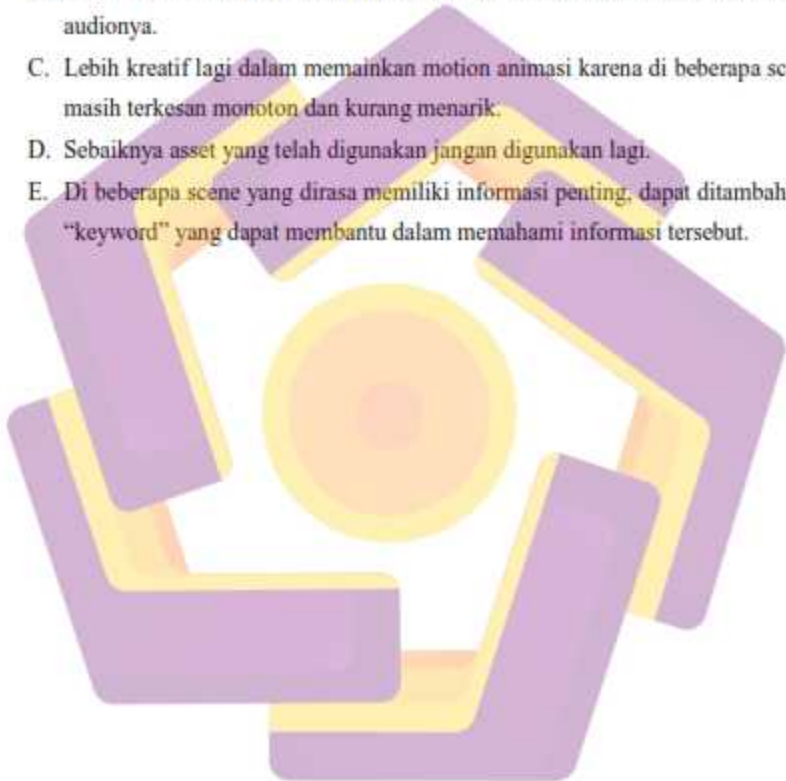 audionya.
C. Lebih kreatif lagi dalam memainkan motion animasi karena di beberapa
masih terkesan monoton dan kurang menarik.
D. Sebaiknya asset yang telah digunakan jangan digunakan lagi.
E. Di beberapa scene yang dirasa memiliki informasi penting, dapat
“keyword” yang dapat membantu dalam memahami informasi tersebut.